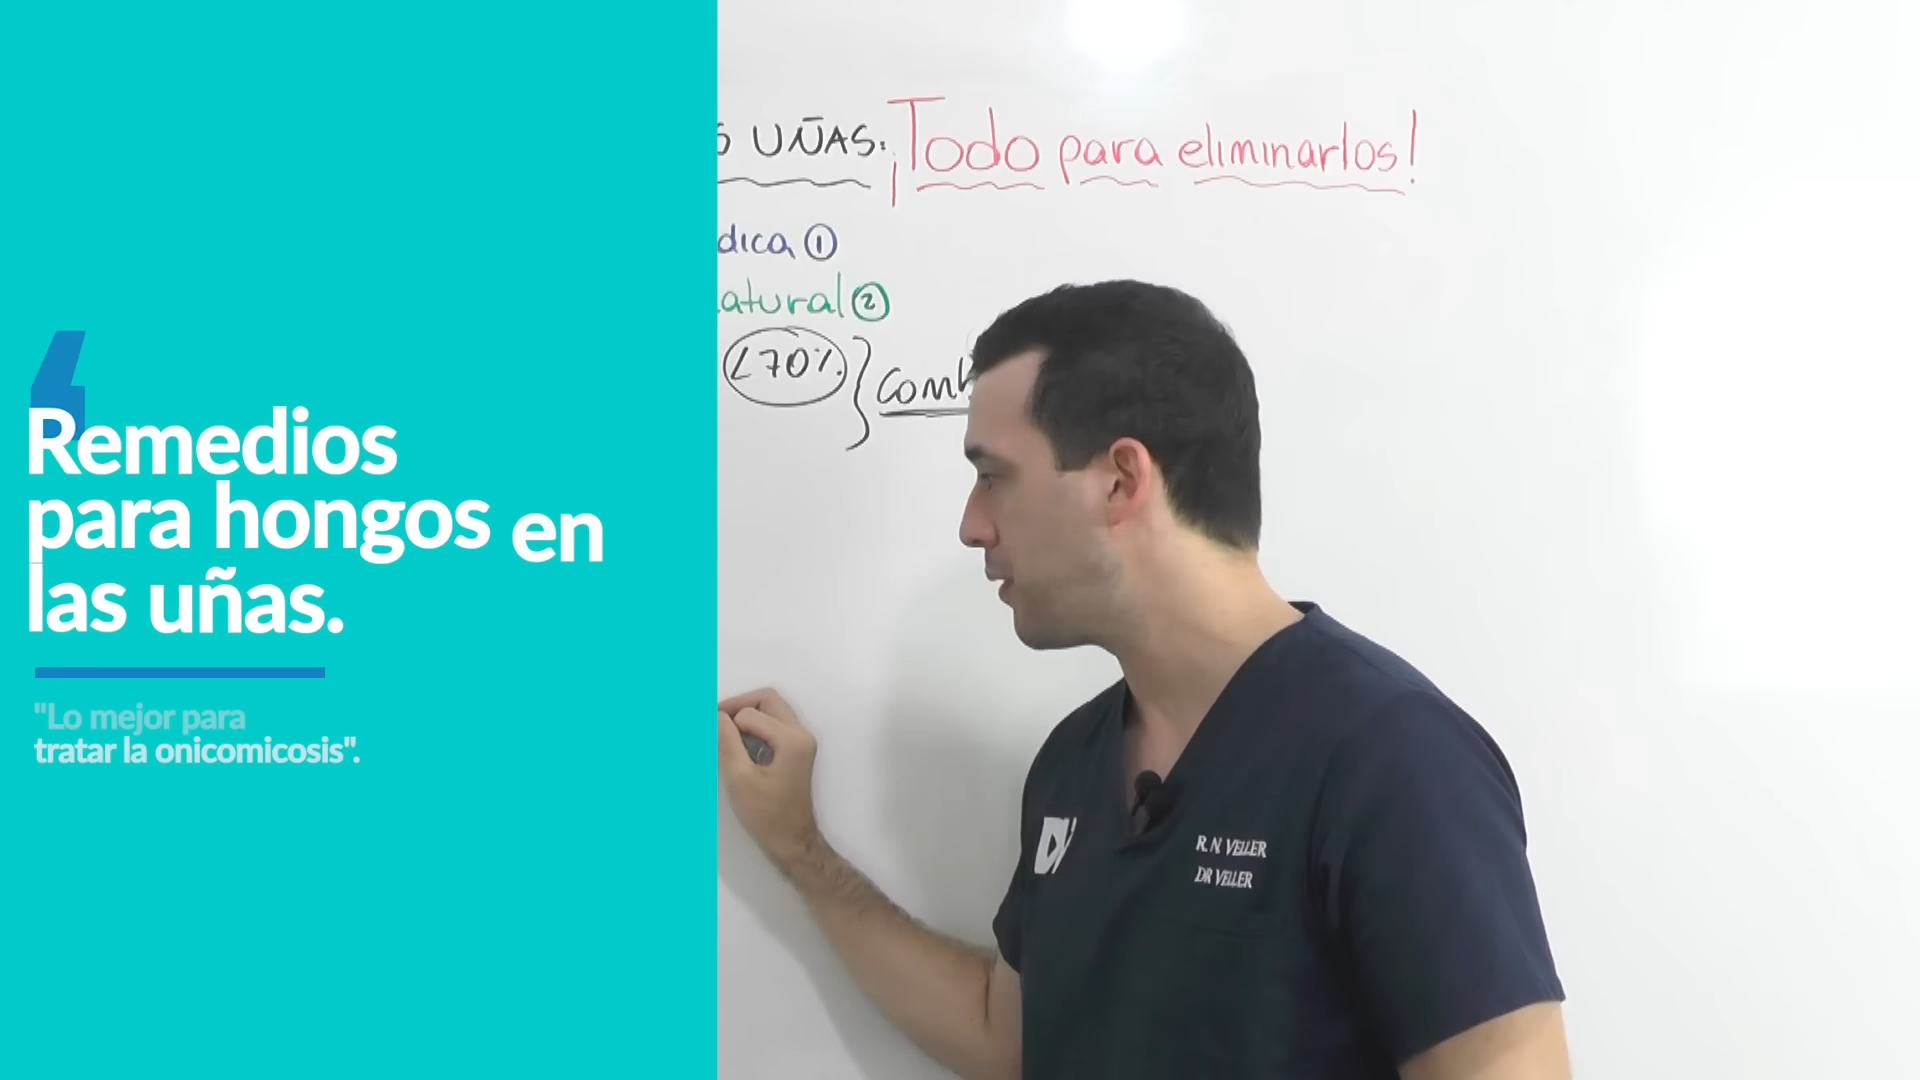 Remedios
para hongos en
las uñas.
"Lo mejor para
tratar la onicomicosis".
UÑAS: ¡Todo para eliminarlos!
dica ①
atural ②
<70% } comb
R. N. VELLER
DR VELLER